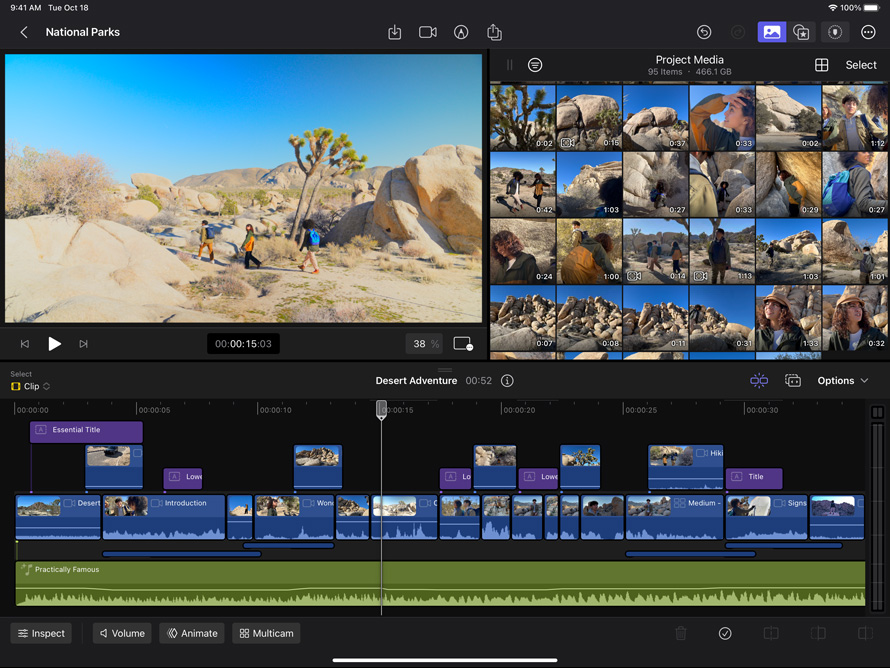 9:41 AM Tue Oct 18
100%
National Parks
Project Media
95 Items · 466.1 GB
Select
0:02
0:15
0:37
0:33
0:02
1:12
0:42
1:03
0:27
0:33
0:29
0:27
0:24
1:00
0:14
1:13
1:03
1:01
0:07
0:08
0:11
0:31
1:33
0:32
00:00:15:03
38 %
Select
Clip
Desert Adventure 00:52
Options
00:00:00
00:00:05
00:00:10
00:00:15
00:00:20
00:00:25
00:00:30
Essential Title
Hiki
Lowe
Lo
Lowe
Title
Desert
Introduction
Won
C
Medium -
Signs
Practically Famous
Inspect
Volume
Animate
Multicam